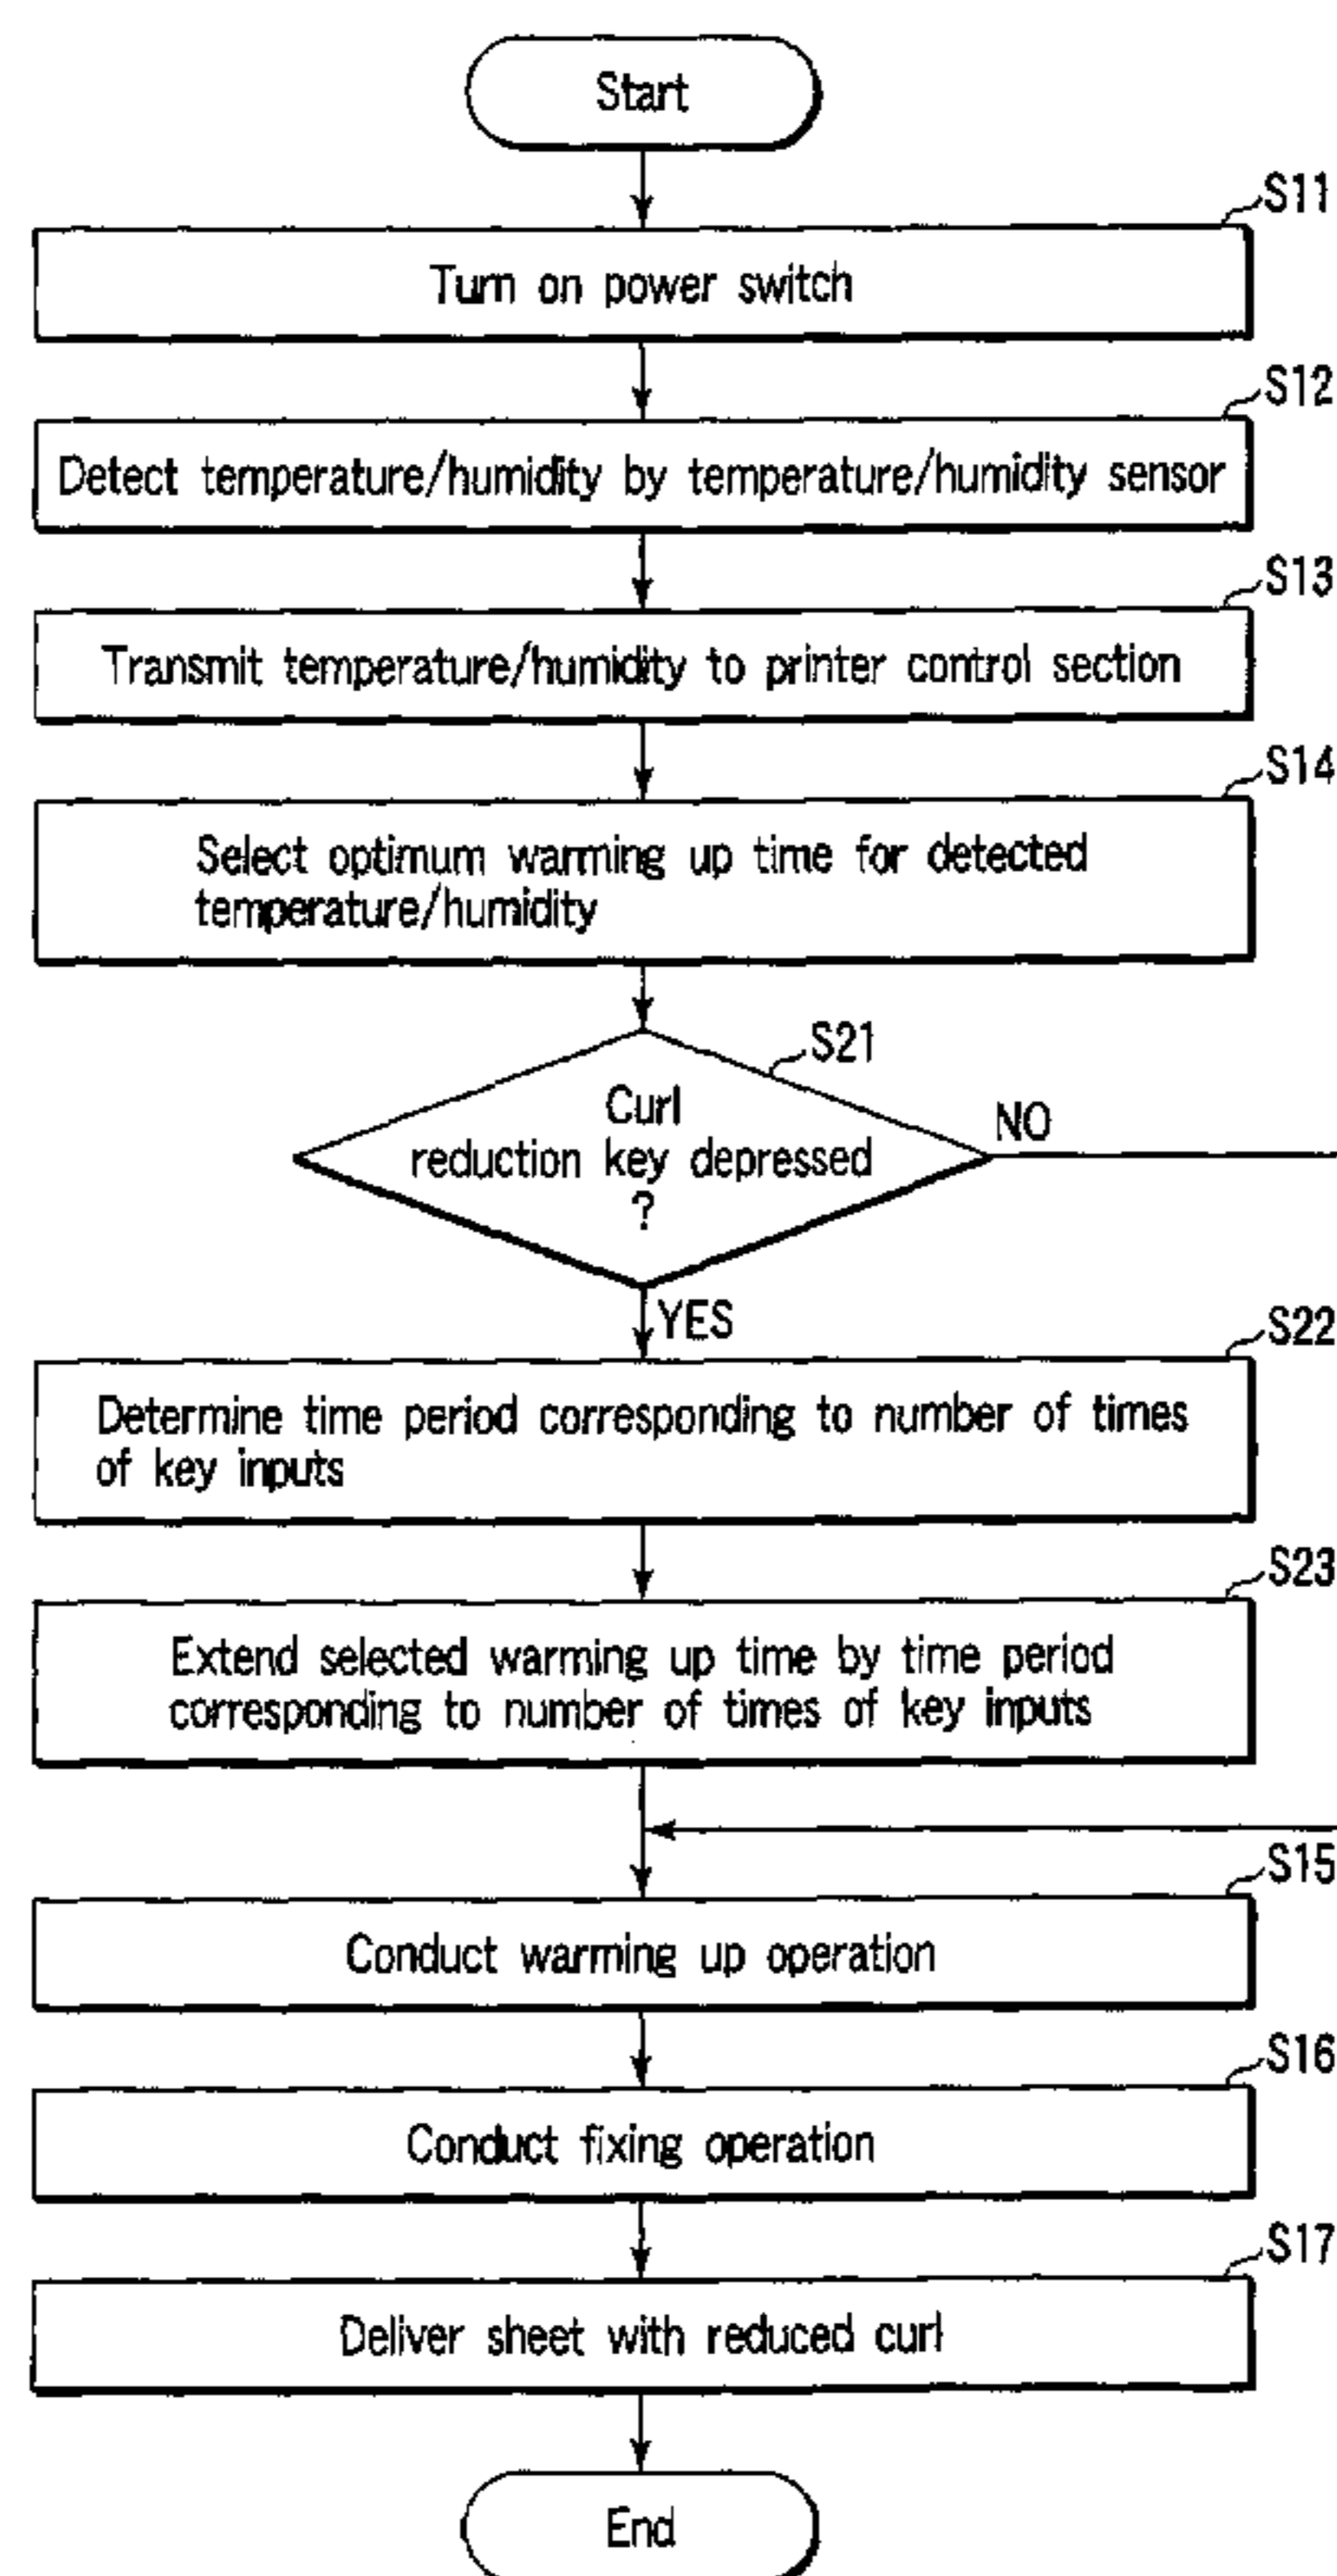 Start
S11
Turn on power switch
S12
Detect temperature/humidity by temperature/humidity sensor
S13
Transmit temperature/humidity to printer control section
S14
Select optimum warming up time for detected
temperature/humidity
S21
Curl
reduction key depressed
?
NO
YES
S22
Determine time period corresponding to number of times
of key inputs
S23
Extend selected warming up time by time period
corresponding to number of times of key inputs
S15
Conduct warming up operation
S16
Conduct fixing operation
S17
Deliver sheet with reduced curl
End